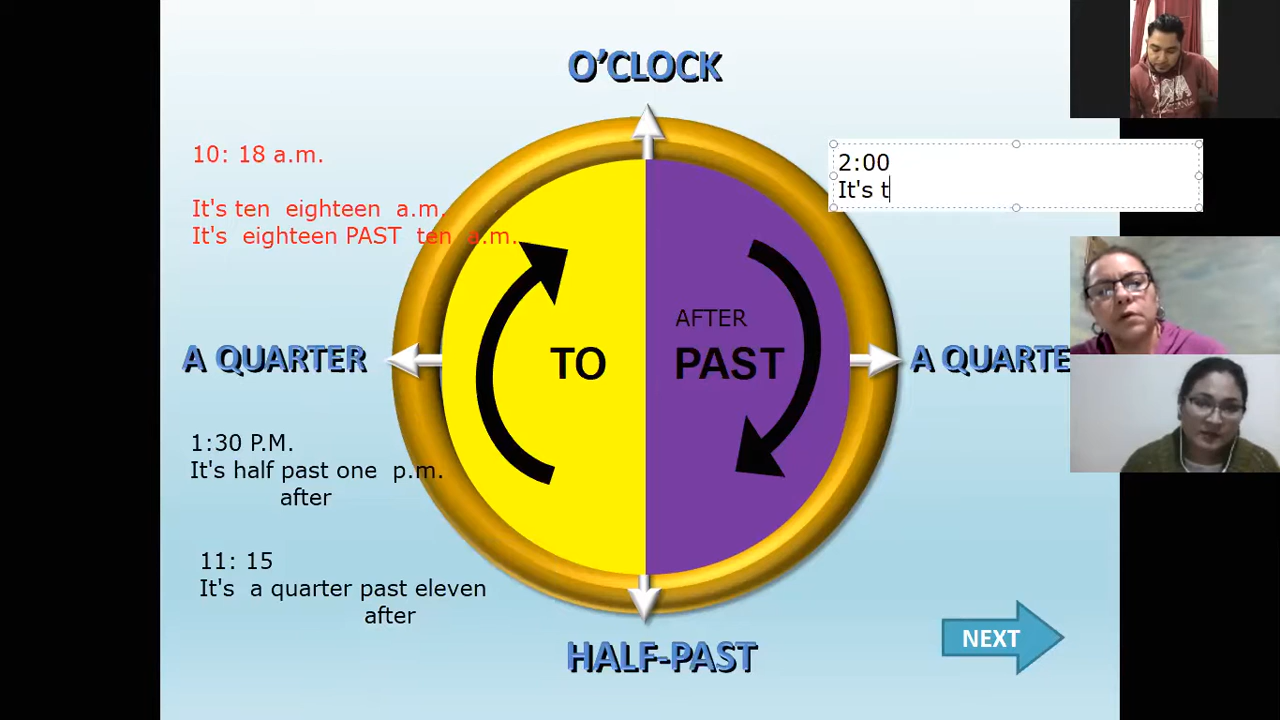 O'CLOCK
10: 18 a.m.
It's ten eighteen a.m.
It's eighteen PAST ten a.m.
2:00
It's t
AFTER
TO
PAST
A QUARTER
A QUARTE
1:30 P.M.
It's half past one p.m.
after
11: 15
It's a quarter past eleven
after
HALF-PAST
NEXT